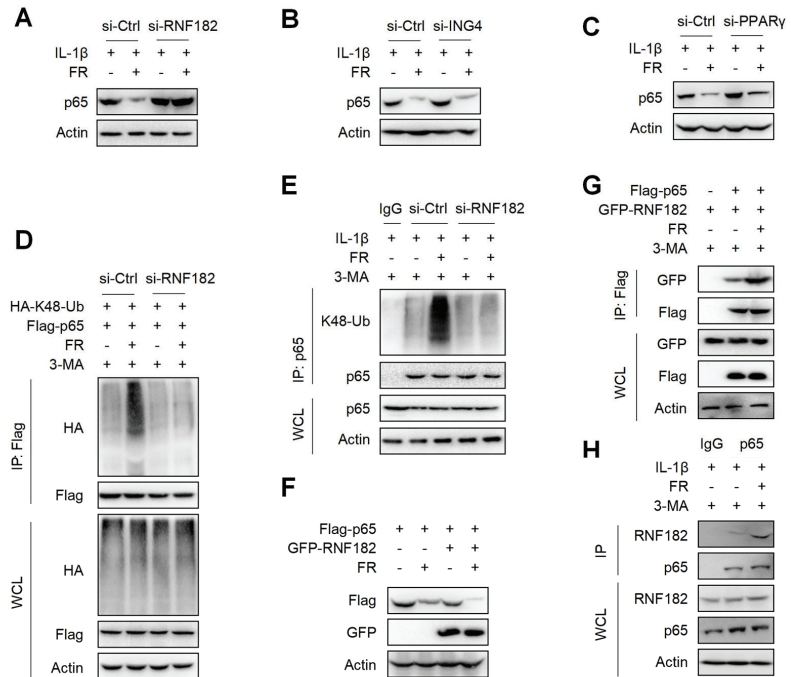 A
si-Ctrl si-RNF182
IL-1β + + + +
FR - + - +
p65
Actin
B
si-Ctrl si-ING4
IL-1β + + + +
FR - + - +
p65
Actin
C
si-Ctrl si-PPARγ
IL-1β + + + +
FR - + - +
p65
Actin
D
si-Ctrl si-RNF182
HA-K48-Ub + + + +
Flag-p65 + + + +
FR - + - +
3-MA + + + +
IP: Flag
HA
Flag
WCL
HA
Flag
Actin
E
IgG si-Ctrl si-RNF182
IL-1β + + + + +
FR - - + - +
3-MA + + + + +
IP: p65
K48-Ub
p65
WCL
p65
Actin
F
Flag-p65 + + + +
GFP-RNF182 - - + +
FR - + - +
Flag
GFP
Actin
G
Flag-p65 - + +
GFP-RNF182 + + +
FR - - +
3-MA + + +
IP: Flag
GFP
Flag
WCL
GFP
Flag
Actin
H
IgG p65
IL-1β + + +
FR - - +
3-MA + + +
IP
RNF182
p65
WCL
RNF182
p65
Actin